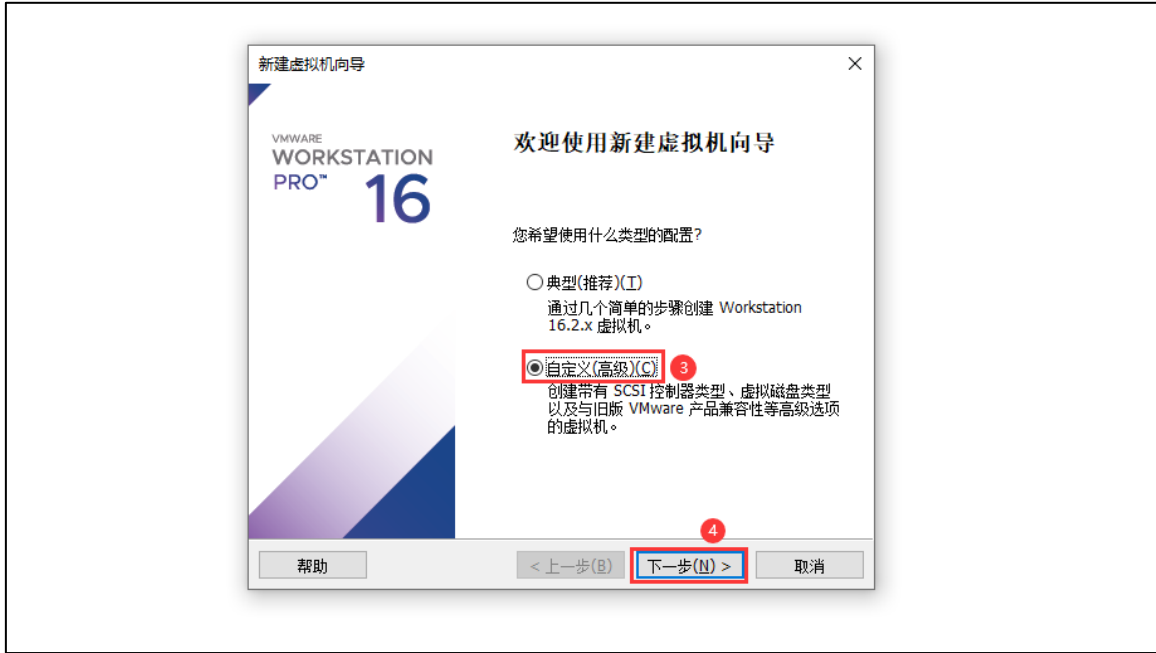 新建虚拟机向导
VMWARE
WORKSTATION
PRO™ 16
欢迎使用新建虚拟机向导
您希望使用什么类型的配置?
典型(推荐)(T)
通过几个简单的步骤创建 Workstation
16.2.x 虚拟机。
自定义(高级)(C)
3
创建带有 SCSI 控制器类型、虚拟磁盘类型
以及与旧版 VMware 产品兼容性等高级选项
的虚拟机。
4
帮助
< 上一步(B)
下一步(N) >
取消